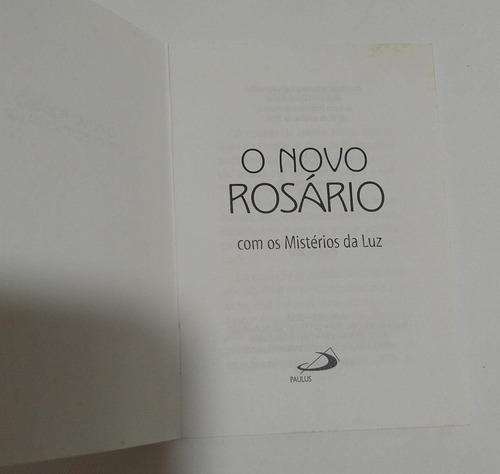 O NOVO
ROSÁRIO
com os Mistérios da Luz
PAULUS